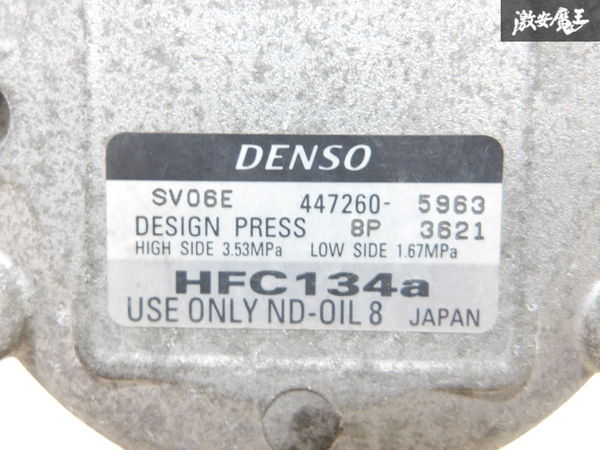 激安魔王
DENSO
SV06E 447260- 5963
DESIGN PRESS 8P 3621
HIGH SIDE 3.53MPa LOW SIDE 1.67MPa
HFC134a
USE ONLY ND-OIL 8 JAPAN